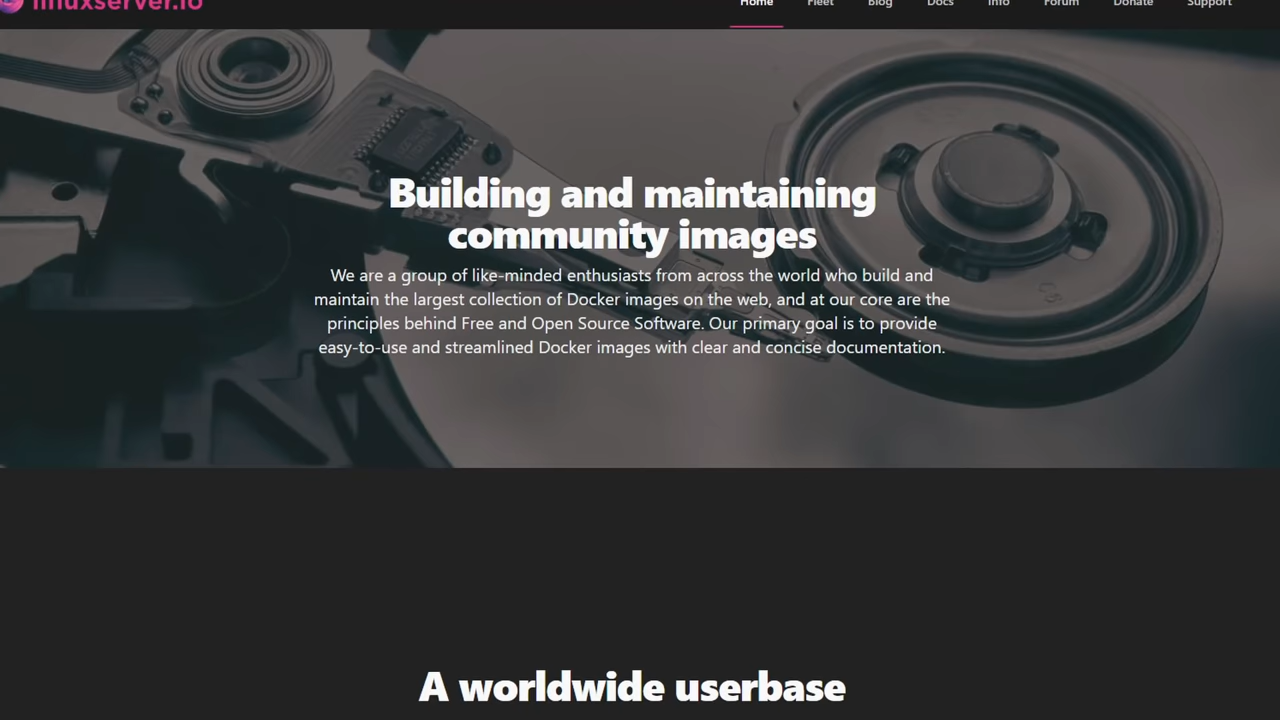 linuxserver.io
Home Fleet Blog Docs Info Forum Donate Support
Building and maintaining
community images
We are a group of like-minded enthusiasts from across the world who build and
maintain the largest collection of Docker images on the web, and at our core are the
principles behind Free and Open Source Software. Our primary goal is to provide
easy-to-use and streamlined Docker images with clear and concise documentation.
A worldwide userbase